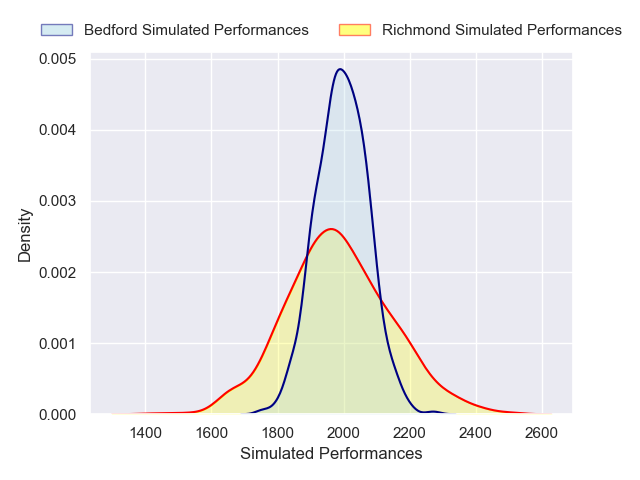 Bedford Simulated Performances Richmond Simulated Performances
0.005
0.004
0.003
0.002
0.001
0.000
Density
1400 1600 1800 2000 2200 2400 2600
Simulated Performances